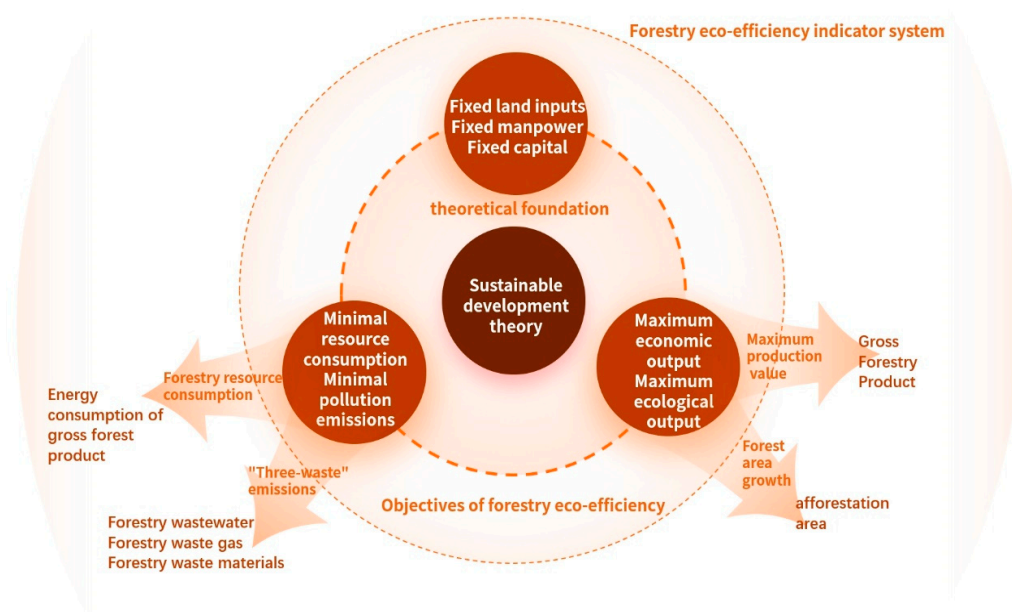 Forestry eco-efficiency indicator system
Fixed land inputs
Fixed manpower
Fixed capital
theoretical foundation
Sustainable
development
theory
Minimal
resource
consumption
Minimal
pollution
emissions
Maximum
economic
output
Maximum
ecological
output
Maximum
production
value
Gross
Forestry
Product
Forestry resource
consumption
Energy
consumption of
gross forest
product
Forest
area
growth
afforestation
area
"Three-waste"
emissions
Objectives of forestry eco-efficiency
Forestry wastewater
Forestry waste gas
Forestry waste materials